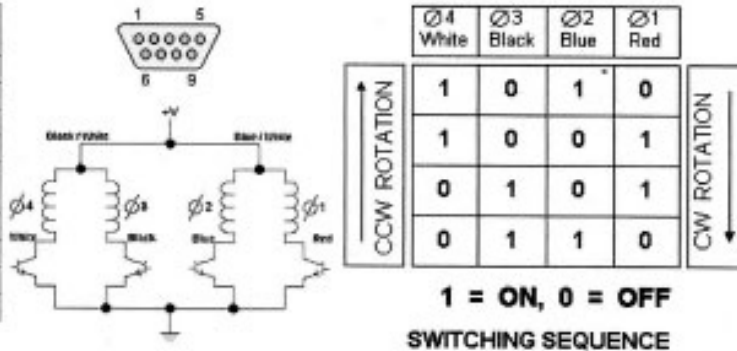 1 5
6 9
+V
Black / White Blue / White
Ø4 Ø3 Ø2 Ø1
White Black Blue Red
Ø4 Ø3 Ø2 Ø1
White Black Blue Red
1 0 1 0
1 0 0 1
0 1 0 1
0 1 1 0
CCW ROTATION
CW ROTATION
1 = ON, 0 = OFF
SWITCHING SEQUENCE